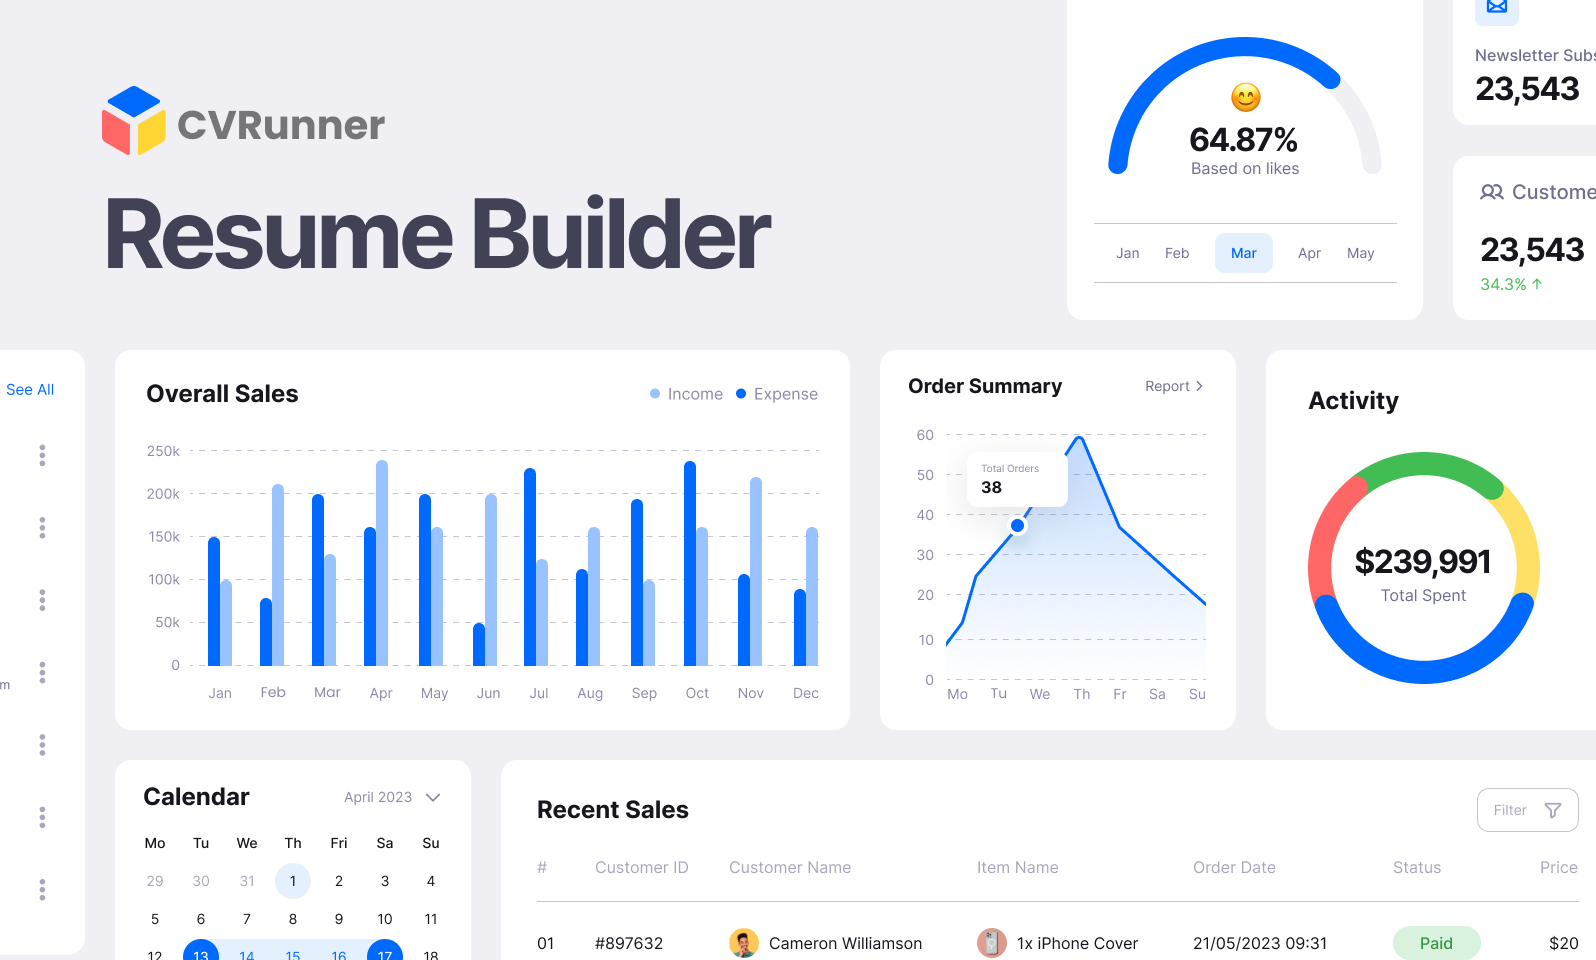 CVRunner
Resume Builder
64.87%
Based on likes
Jan Feb Mar Apr May
Newsletter Subs
23,543
Custome
23,543
34.3% ↑
See All
m
Overall Sales
Income Expense
250k
200k
150k
100k
50k
0
Jan Feb Mar Apr May Jun Jul Aug Sep Oct Nov Dec
Order Summary
Report >
60
50
40
30
20
10
0
Total Orders
38
Mo Tu We Th Fr Sa Su
Activity
$239,991
Total Spent
Calendar
April 2023
Mo Tu We Th Fri Sa Su
29 30 31 1 2 3 4
5 6 7 8 9 10 11
12 13 14 15 16 17 18
Recent Sales
Filter
# Customer ID Customer Name Item Name Order Date Status Price
01 #897632 Cameron Williamson 1x iPhone Cover 21/05/2023 09:31 Paid $20